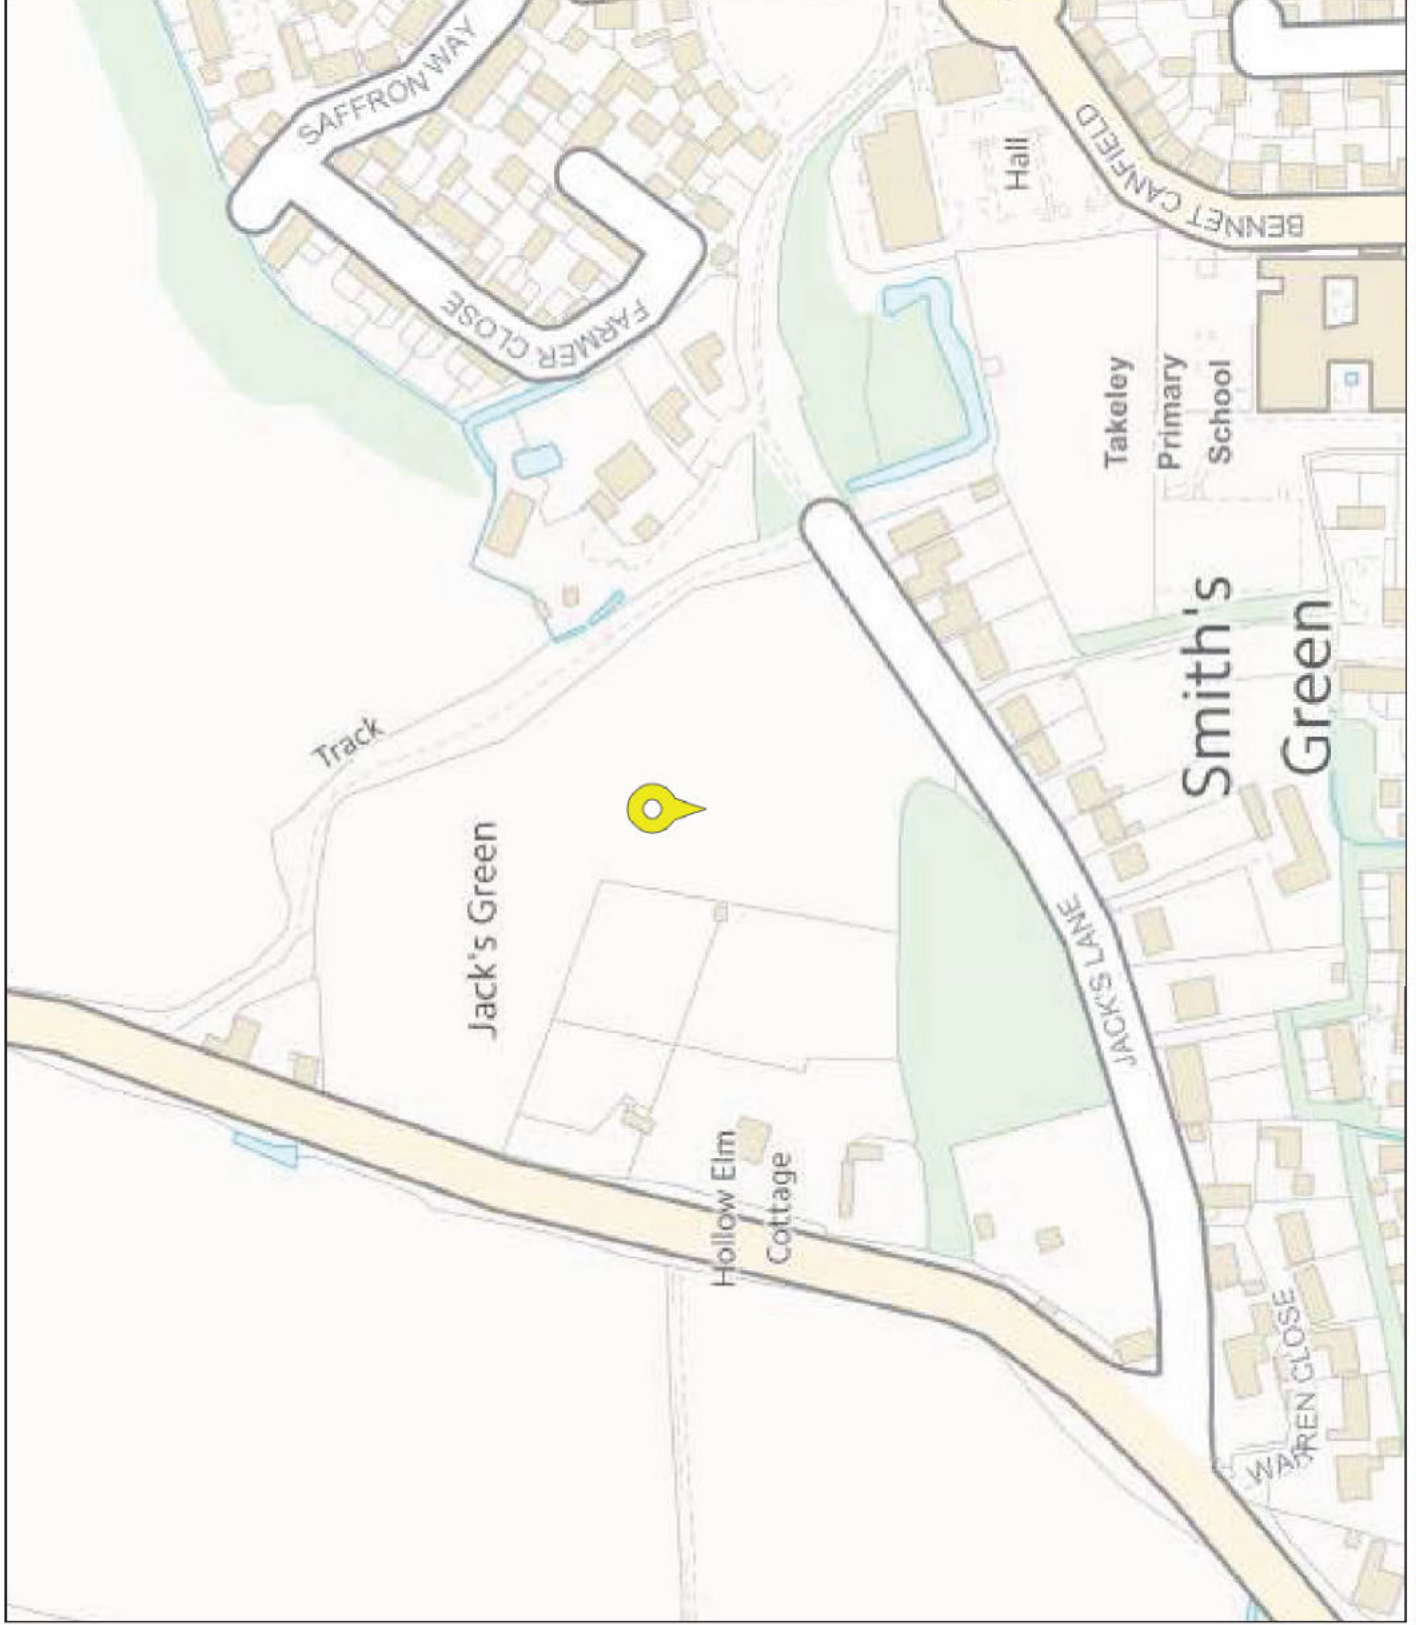 SAFFRON WAY
FARMER CLOSE
Hall
BENNET CANFIELD
Takeley
Primary
School
Track
Smith's
Green
Jack's Green
JACK'S LANE
Hollow Elm
Cottage
WARREN CLOSE